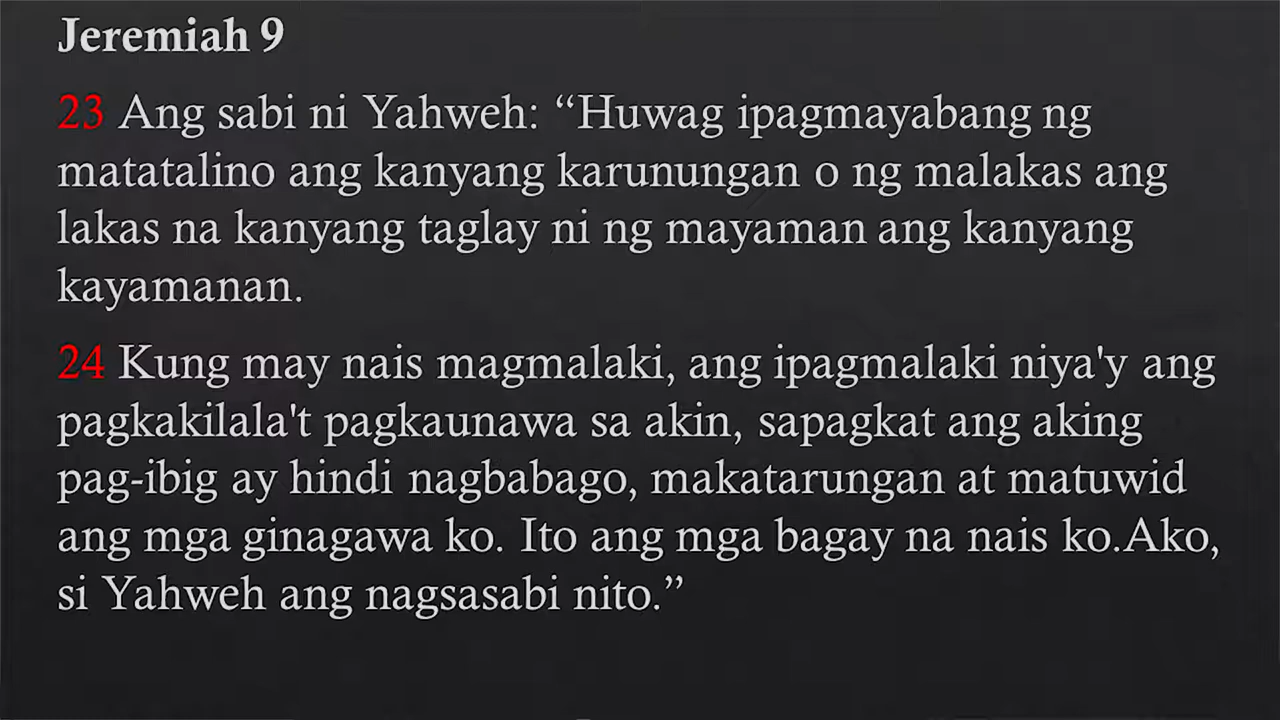 Jeremiah 9
23 Ang sabi ni Yahweh: “Huwag ipagmayabang ng
matatalino ang kanyang karunungan o ng malakas ang
lakas na kanyang taglay ni ng mayaman ang kanyang
kayamanan.
24 Kung may nais magmalaki, ang ipagmalaki niya'y ang
pagkakilala't pagkaunawa sa akin, sapagkat ang aking
pag-ibig ay hindi nagbabago, makatarungan at matuwid
ang mga ginagawa ko. Ito ang mga bagay na nais ko.Ako,
si Yahweh ang nagsasabi nito.”